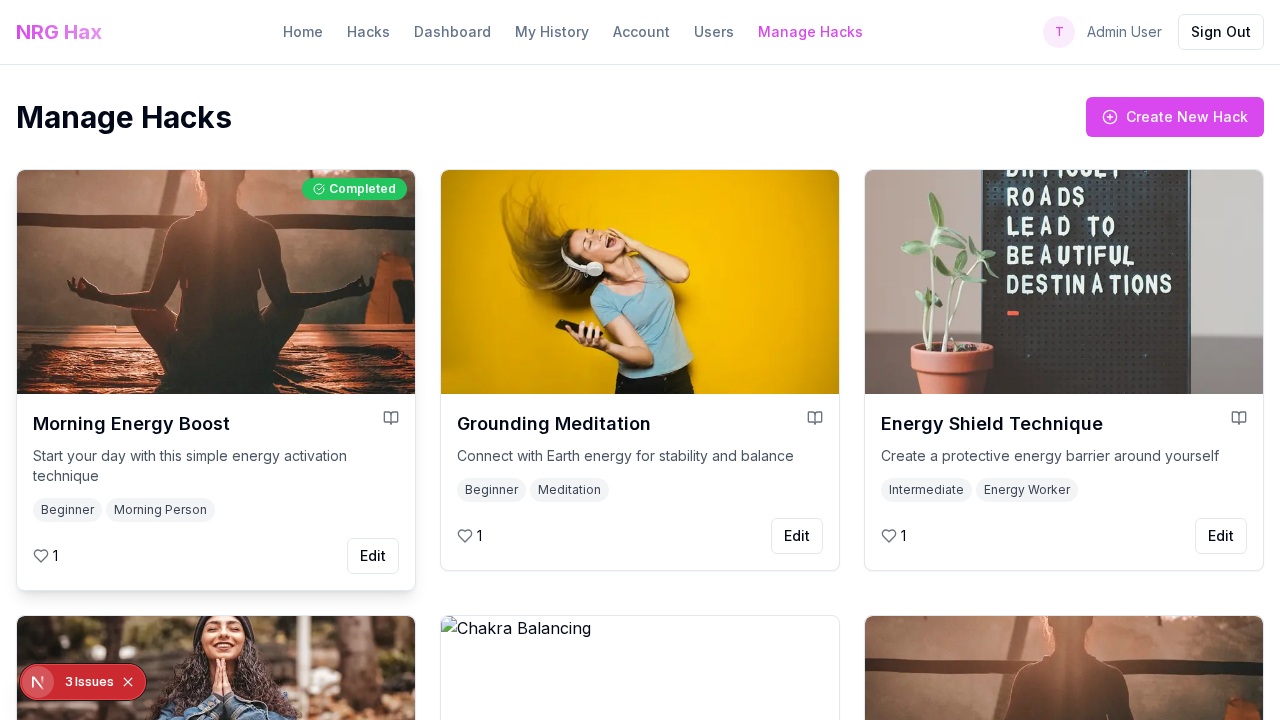 NRG Hax
Home
Hacks
Dashboard
My History
Account
Users
Manage Hacks
T
Admin User
Sign Out
Manage Hacks
Create New Hack
Completed
DIFFICULT
ROADS
LEAD TO
BEAUTIFUL
DESTINATIONS
Morning Energy Boost
Start your day with this simple energy activation
technique
Beginner
Morning Person
1
Edit
Grounding Meditation
Connect with Earth energy for stability and balance
Beginner
Meditation
1
Edit
Energy Shield Technique
Create a protective energy barrier around yourself
Intermediate
Energy Worker
1
Edit
Chakra Balancing
N
3 Issues